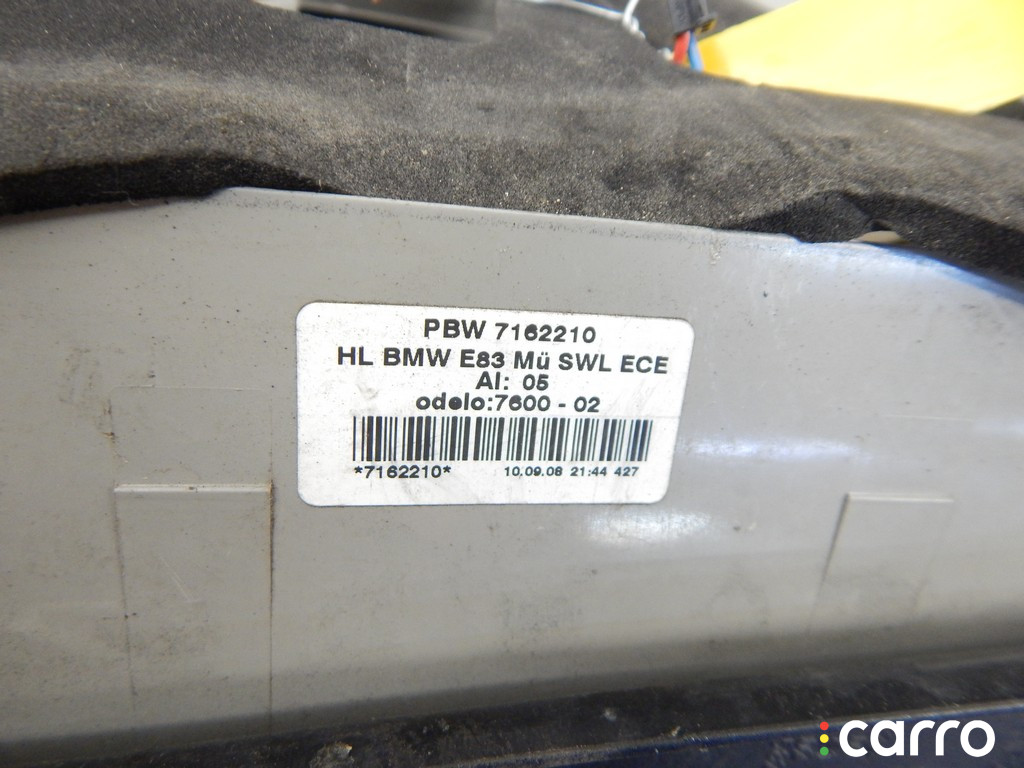 PBW 7162210
HL BMW E83 Mü SWL ECE
AI: 05
odelo:7600 - 02
*7162210* 10.09.08 21:44 427
carro